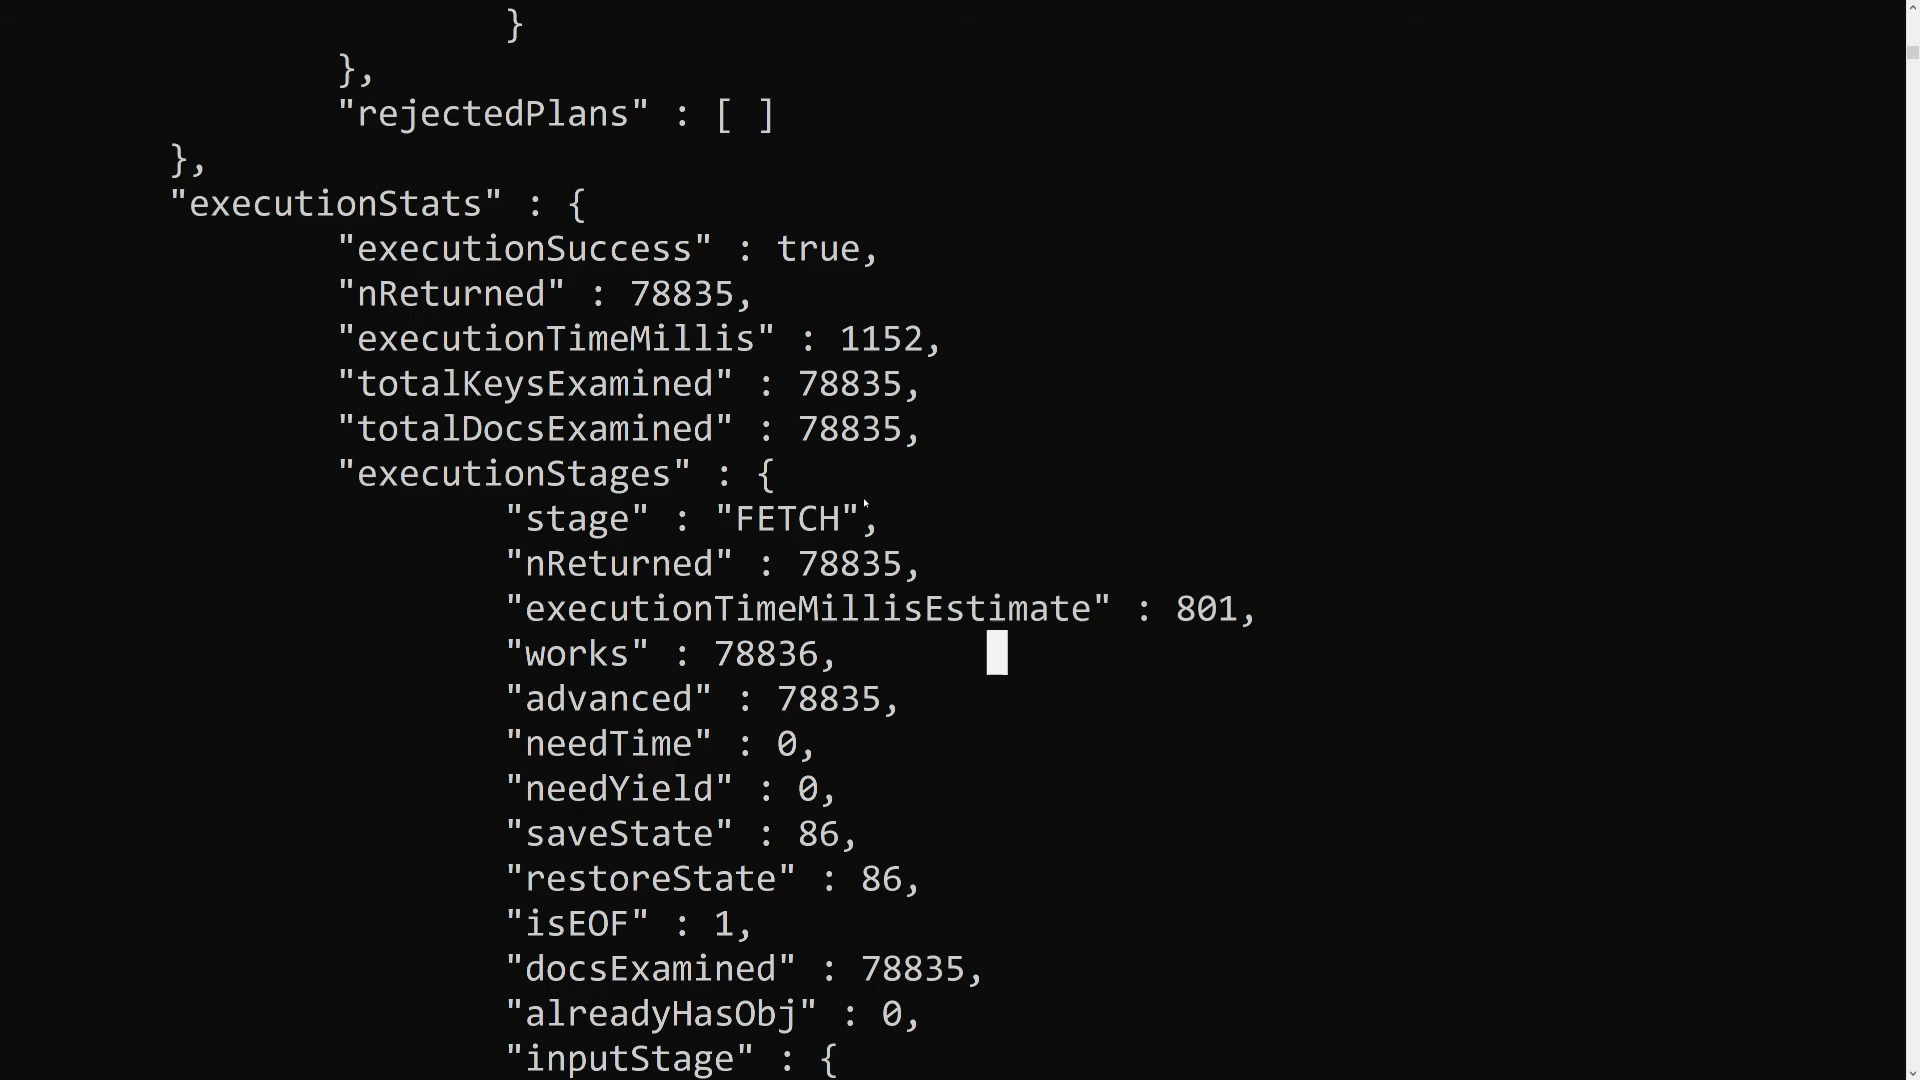 }
},
"rejectedPlans" : [ ]
},
"executionStats" : {
"executionSuccess" : true,
"nReturned" : 78835,
"executionTimeMillis" : 1152,
"totalKeysExamined" : 78835,
"totalDocsExamined" : 78835,
"executionStages" : {
"stage" : "FETCH",
"nReturned" : 78835,
"executionTimeMillisEstimate" : 801,
"works" : 78836,
"advanced" : 78835,
"needTime" : 0,
"needYield" : 0,
"saveState" : 86,
"restoreState" : 86,
"isEOF" : 1,
"docsExamined" : 78835,
"alreadyHasObj" : 0,
"inputStage" : {